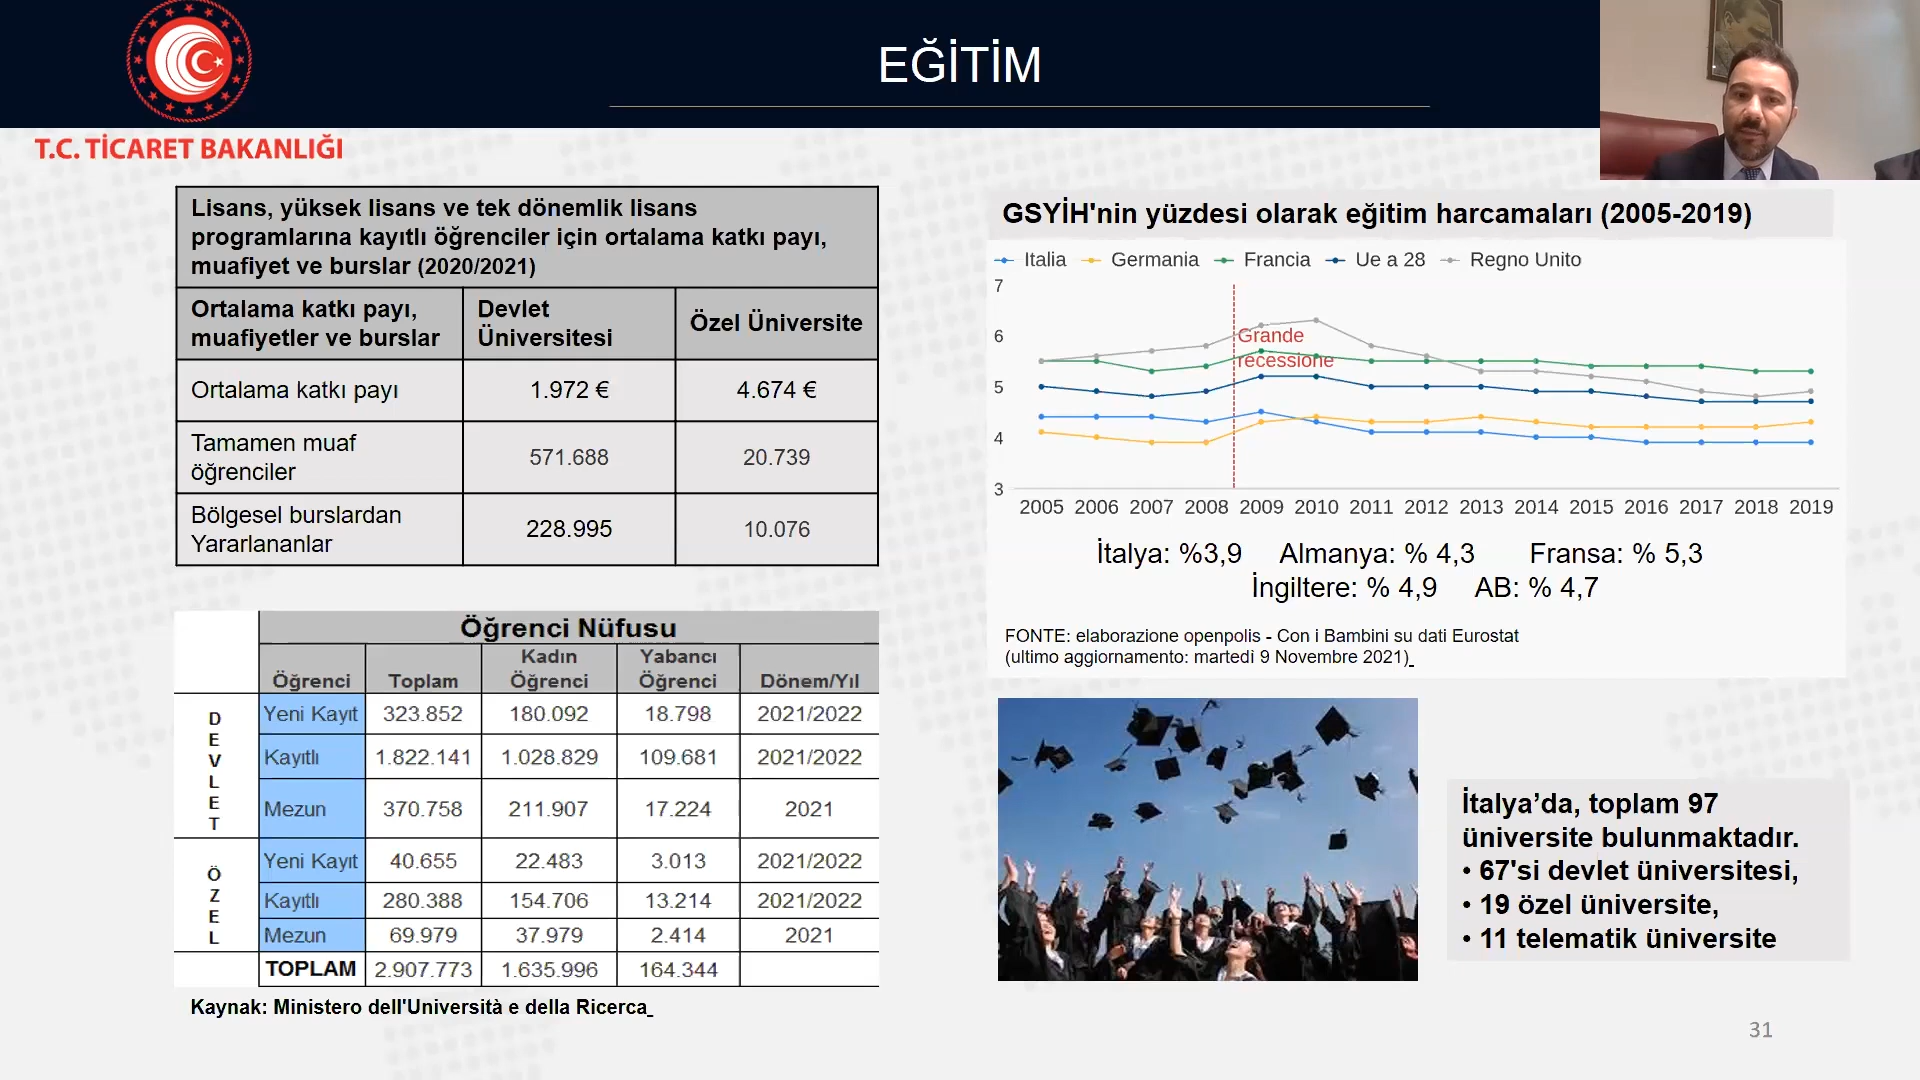 EĞİTİM
T.C. TİCARET BAKANLIĞI
Lisans, yüksek lisans ve tek dönemlik lisans
programlarına kayıtlı öğrenciler için ortalama katkı payı,
muafiyet ve burslar (2020/2021)
Ortalama katkı payı,
muafiyetler ve burslar
Devlet
Üniversitesi
Özel Üniversite
Ortalama katkı payı 1.972 € 4.674 €
Tamamen muaf
öğrenciler
571.688 20.739
Bölgesel burslardan
Yararlananlar
228.995 10.076
Öğrenci Nüfusu
Öğrenci Toplam Kadın Öğrenci Yabancı Öğrenci Dönem/Yıl
DEVLET
Yeni Kayıt 323.852 180.092 18.798 2021/2022
Kayıtlı 1.822.141 1.028.829 109.681 2021/2022
Mezun 370.758 211.907 17.224 2021
ÖZEL
Yeni Kayıt 40.655 22.483 3.013 2021/2022
Kayıtlı 280.388 154.706 13.214 2021/2022
Mezun 69.979 37.979 2.414 2021
TOPLAM 2.907.773 1.635.996 164.344
Kaynak: Ministero dell'Università e della Ricerca
GSYİH'nin yüzdesi olarak eğitim harcamaları (2005-2019)
Italia Germania Francia Ue a 28 Regno Unito
7
6
5
4
3
Grande
recessione
2005 2006 2007 2008 2009 2010 2011 2012 2013 2014 2015 2016 2017 2018 2019
İtalya: %3,9 Almanya: % 4,3 Fransa: % 5,3
İngiltere: % 4,9 AB: % 4,7
FONTE: elaborazione openpolis - Con i Bambini su dati Eurostat
(ultimo aggiornamento: martedì 9 Novembre 2021)
İtalya’da, toplam 97
üniversite bulunmaktadır.
• 67'si devlet üniversitesi,
• 19 özel üniversite,
• 11 telematik üniversite
31